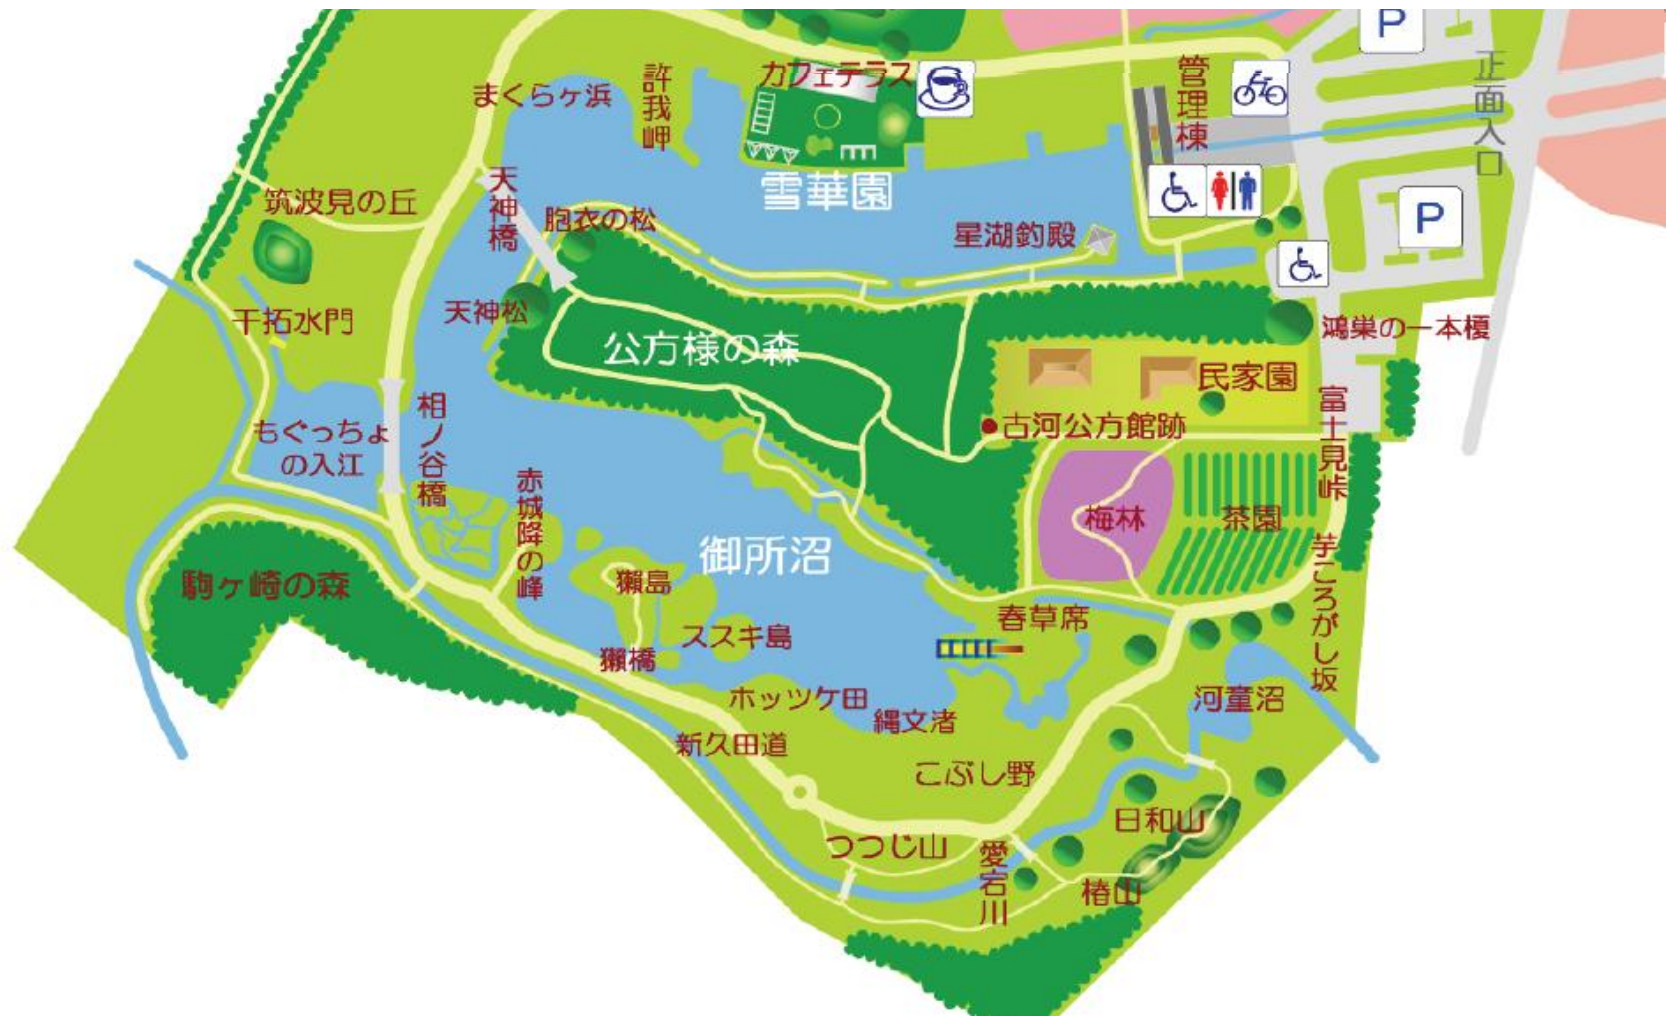 P
正面入口
カフェテラス
管理棟
まくらヶ浜
許我岬
雪華園
天神橋
筑波見の丘
胞衣の松
星湖釣殿
P
天神松
干拓水門
公方様の森
鴻巣の一本榎
民家園
富士見峠
古河公方館跡
相ノ谷橋
もぐっちょ
の入江
赤城降の峰
梅林
茶園
御所沼
芋ころがし坂
駒ヶ崎の森
獺島
春草席
ススキ島
獺橋
ホッツケ田
縄文渚
河童沼
新久田道
こぶし野
日和山
つつじ山
愛宕川
椿山